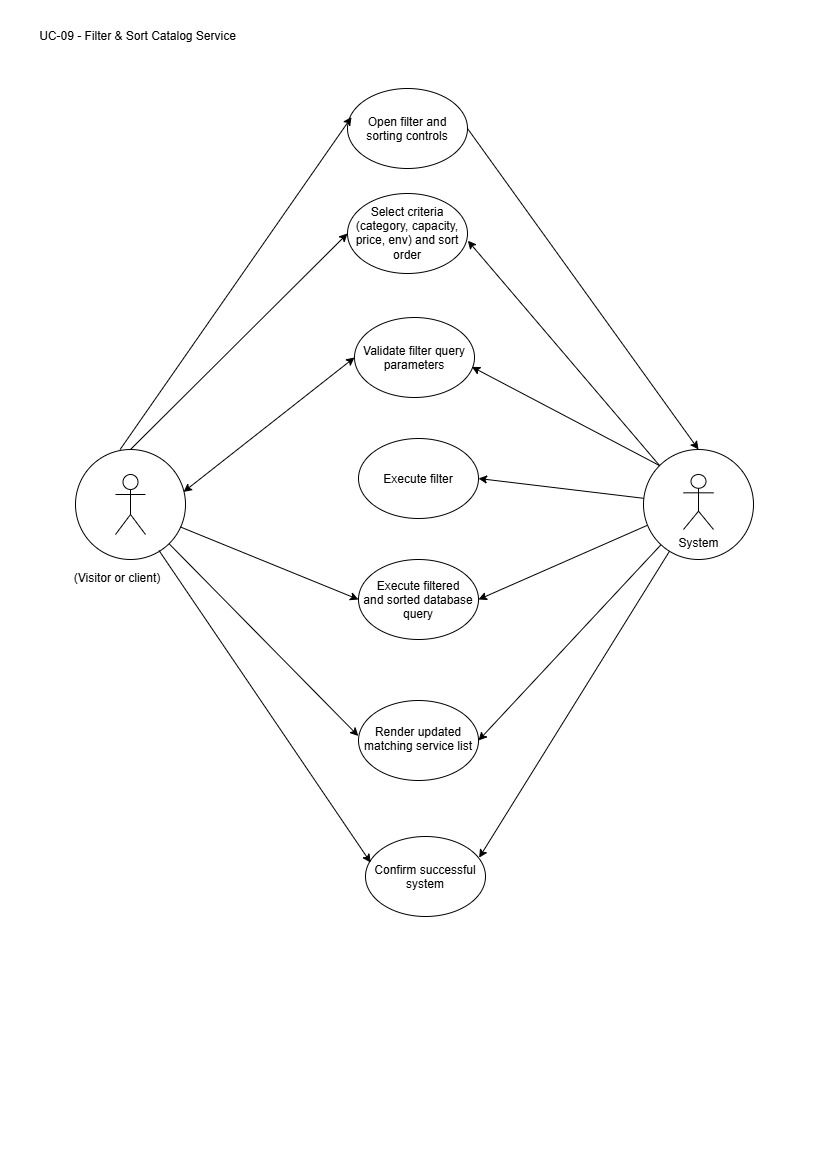 UC-09 - Filter & Sort Catalog Service
Open filter and
sorting controls
Select criteria
(category, capacity,
price, env) and sort
order
Validate filter query
parameters
Execute filter
System
(Visitor or client)
Execute filtered
and sorted database
query
Render updated
matching service list
Confirm successful
system